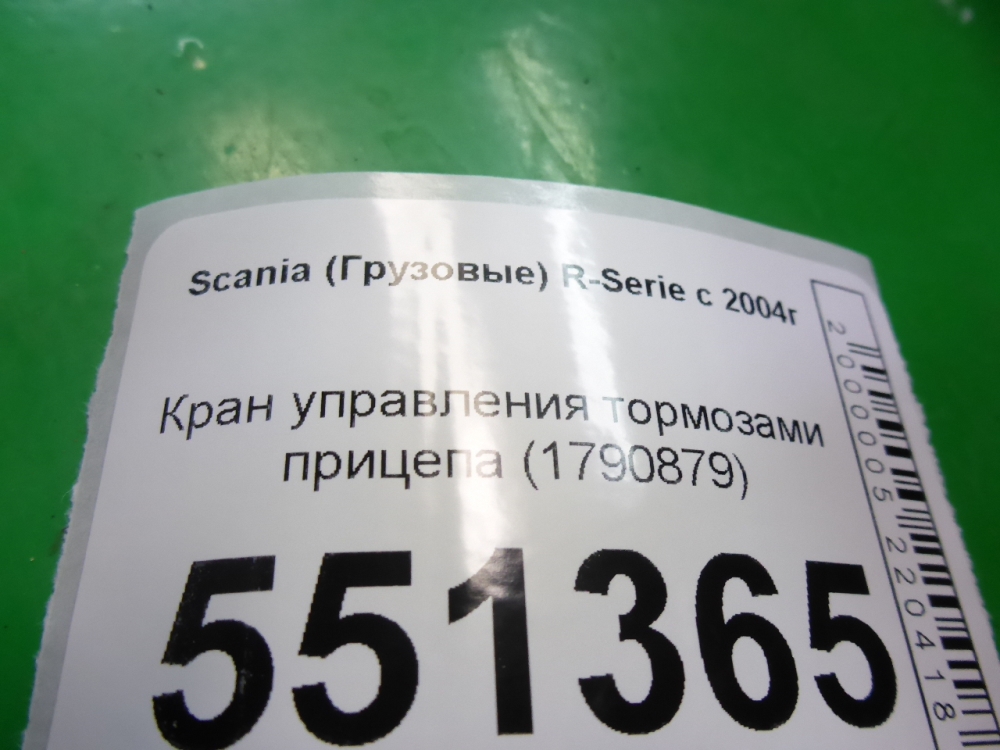 Scania (Грузовые) R-Serie с 2004г
Кран управления тормозами
прицепа (1790879)
551365
2000005220418